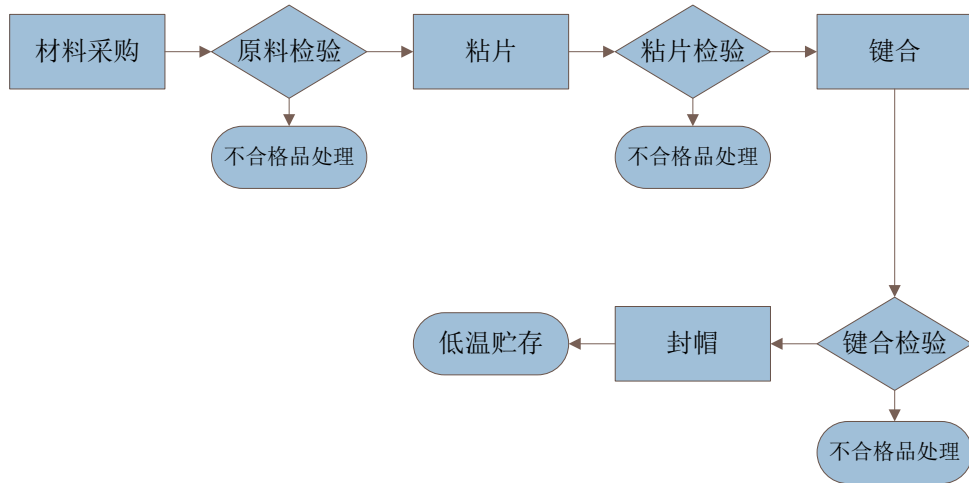 材料采购
原料检验
粘片
粘片检验
键合
不合格品处理
不合格品处理
低温贮存
封帽
键合检验
不合格品处理